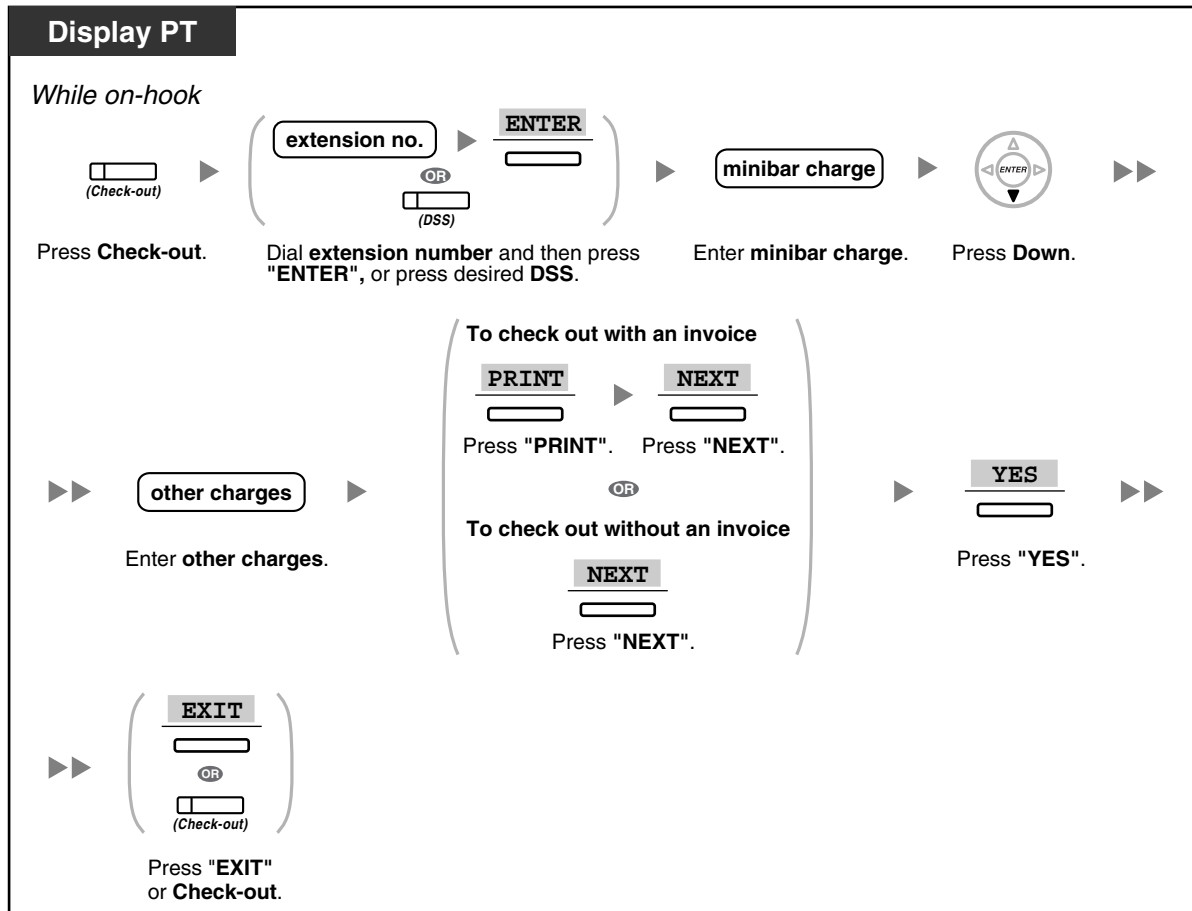 Display PT
While on-hook
(Check-out)
extension no.
ENTER
OR
(DSS)
minibar charge
ENTER
Press Check-out.
Dial extension number and then press
"ENTER", or press desired DSS.
Enter minibar charge.
Press Down.
other charges
Enter other charges.
To check out with an invoice
PRINT
NEXT
Press "PRINT".
Press "NEXT".
OR
To check out without an invoice
NEXT
Press "NEXT".
YES
Press "YES".
EXIT
OR
(Check-out)
Press "EXIT"
or Check-out.